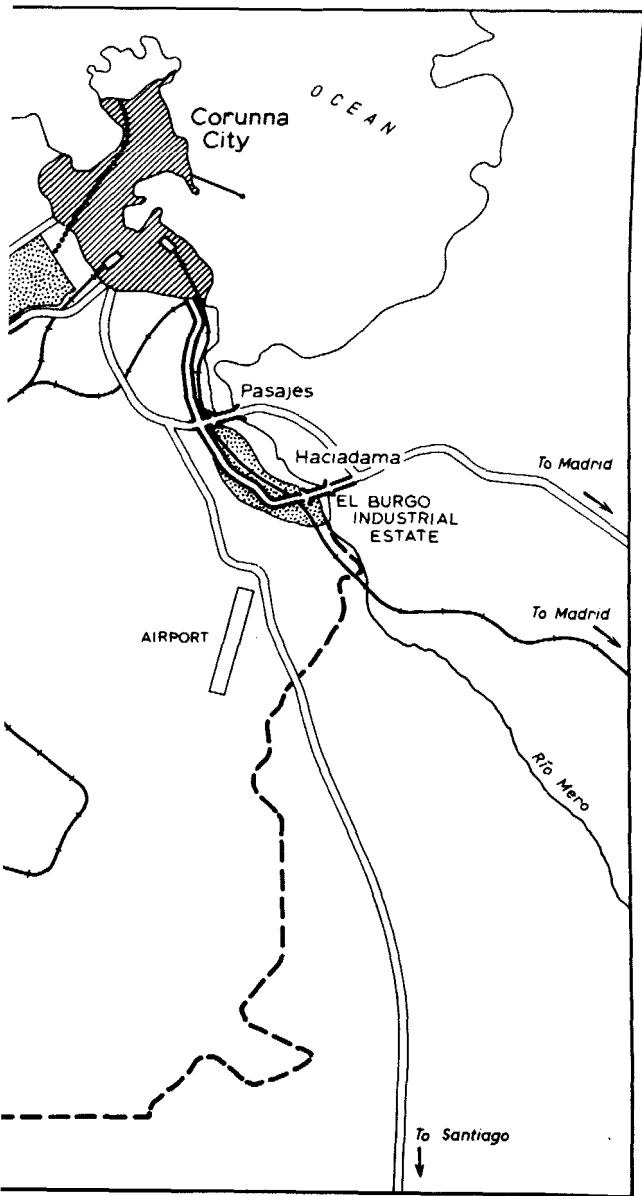 OCEAN
Corunna
City
Pasajes
Haciadama
To Madrid
EL BURGO
INDUSTRIAL
ESTATE
To Madrid
AIRPORT
Río Mero
To Santiago